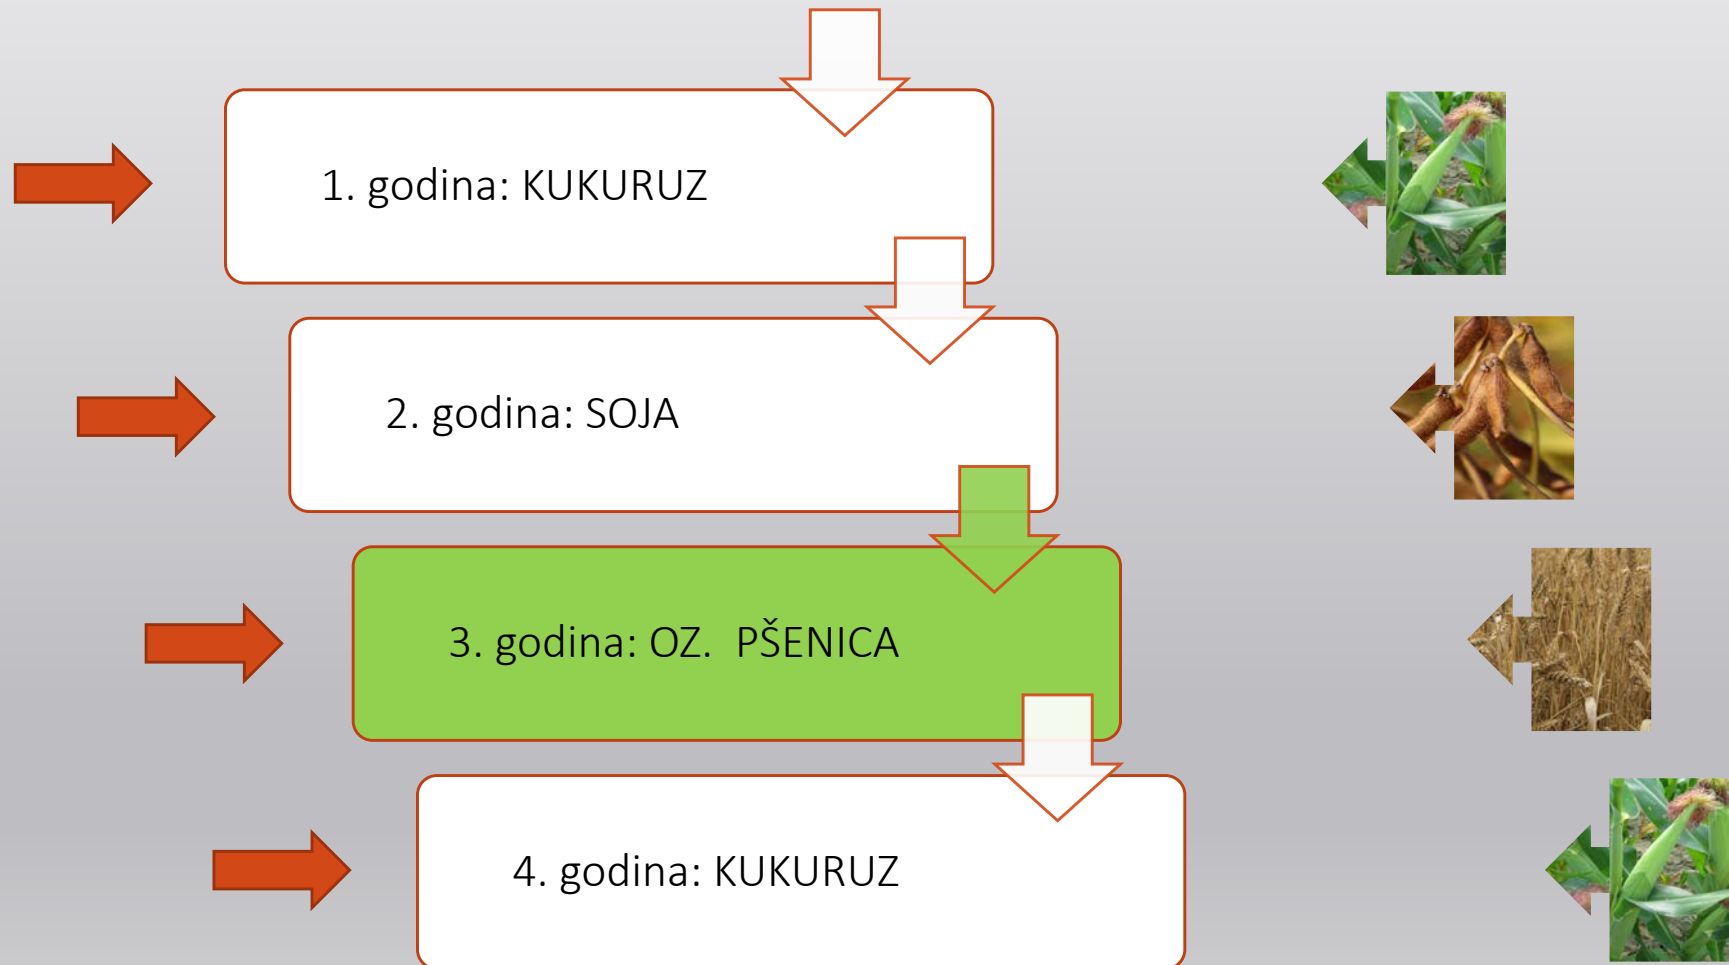 1. godina: KUKURUZ
2. godina: SOJA
3. godina: OZ.  PŠENICA
4. godina: KUKURUZ